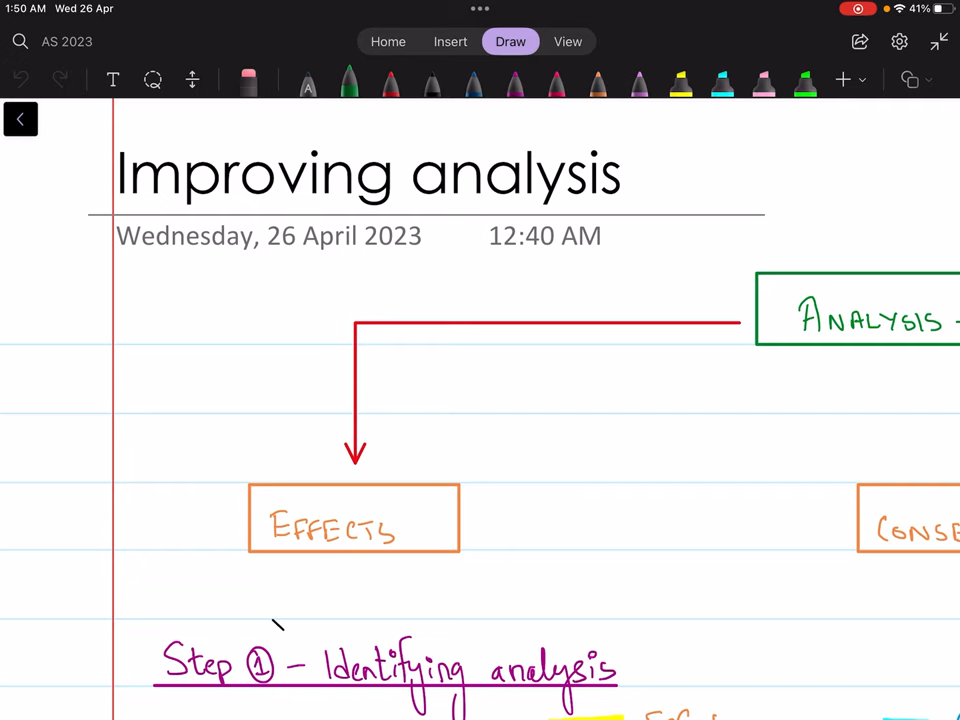 1:50 AM Wed 26 Apr 41%
AS 2023
Home Insert Draw View
T A
Improving analysis
Wednesday, 26 April 2023 12:40 AM
ANALYSIS -
EFFECTS
CONSE
Step ① - Identifying analysis